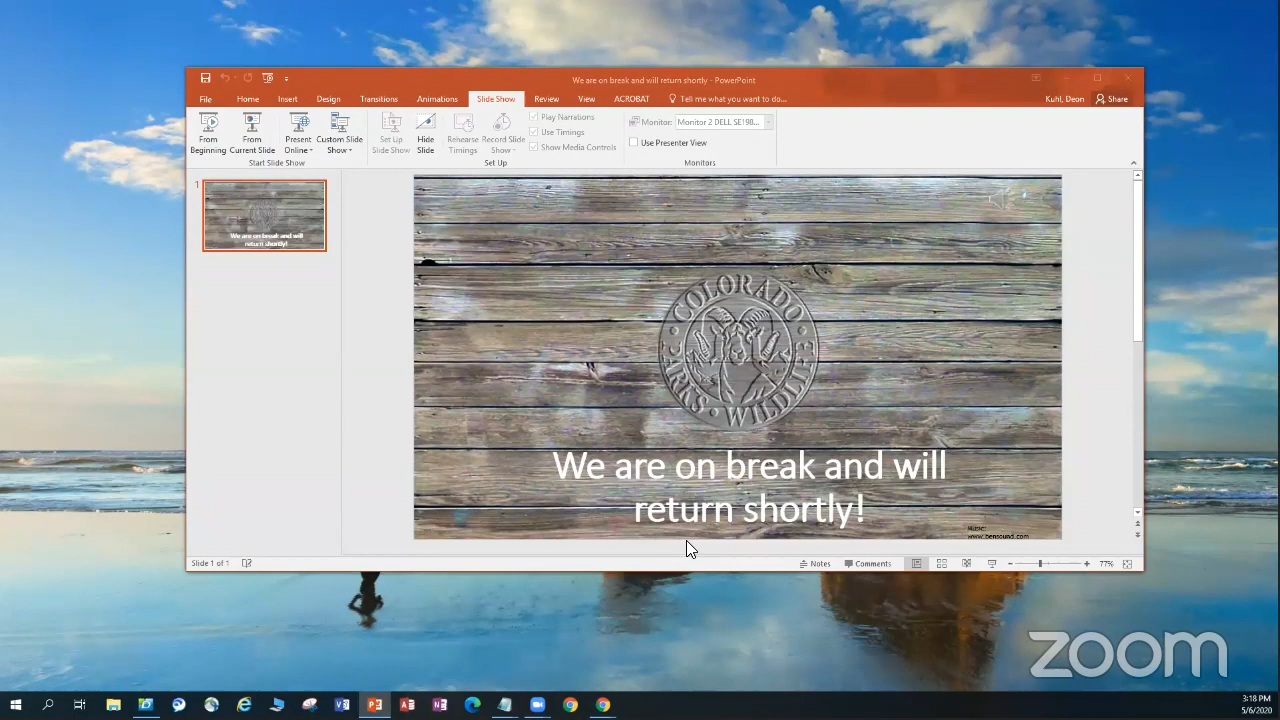 We are on break and will return shortly - PowerPoint
File Home Insert Design Transitions Animations Slide Show Review View ACROBAT Tell me what you want to do... Kuhl, Deon Share
From Beginning
From Current Slide
Present Online
Custom Slide Show
Start Slide Show
Set Up Slide Show
Hide Slide
Rehearse Timings
Record Slide Show
Play Narrations
Use Timings
Show Media Controls
Set Up
Monitor: Monitor 2 DELL SE198...
Use Presenter View
Monitors
1
We are on break and will
return shortly!
COLORADO
PARKS · WILDLIFE
We are on break and will
return shortly!
Music:
www.bensound.com
Slide 1 of 1 Notes Comments 77%
zoom
3:18 PM
5/6/2020